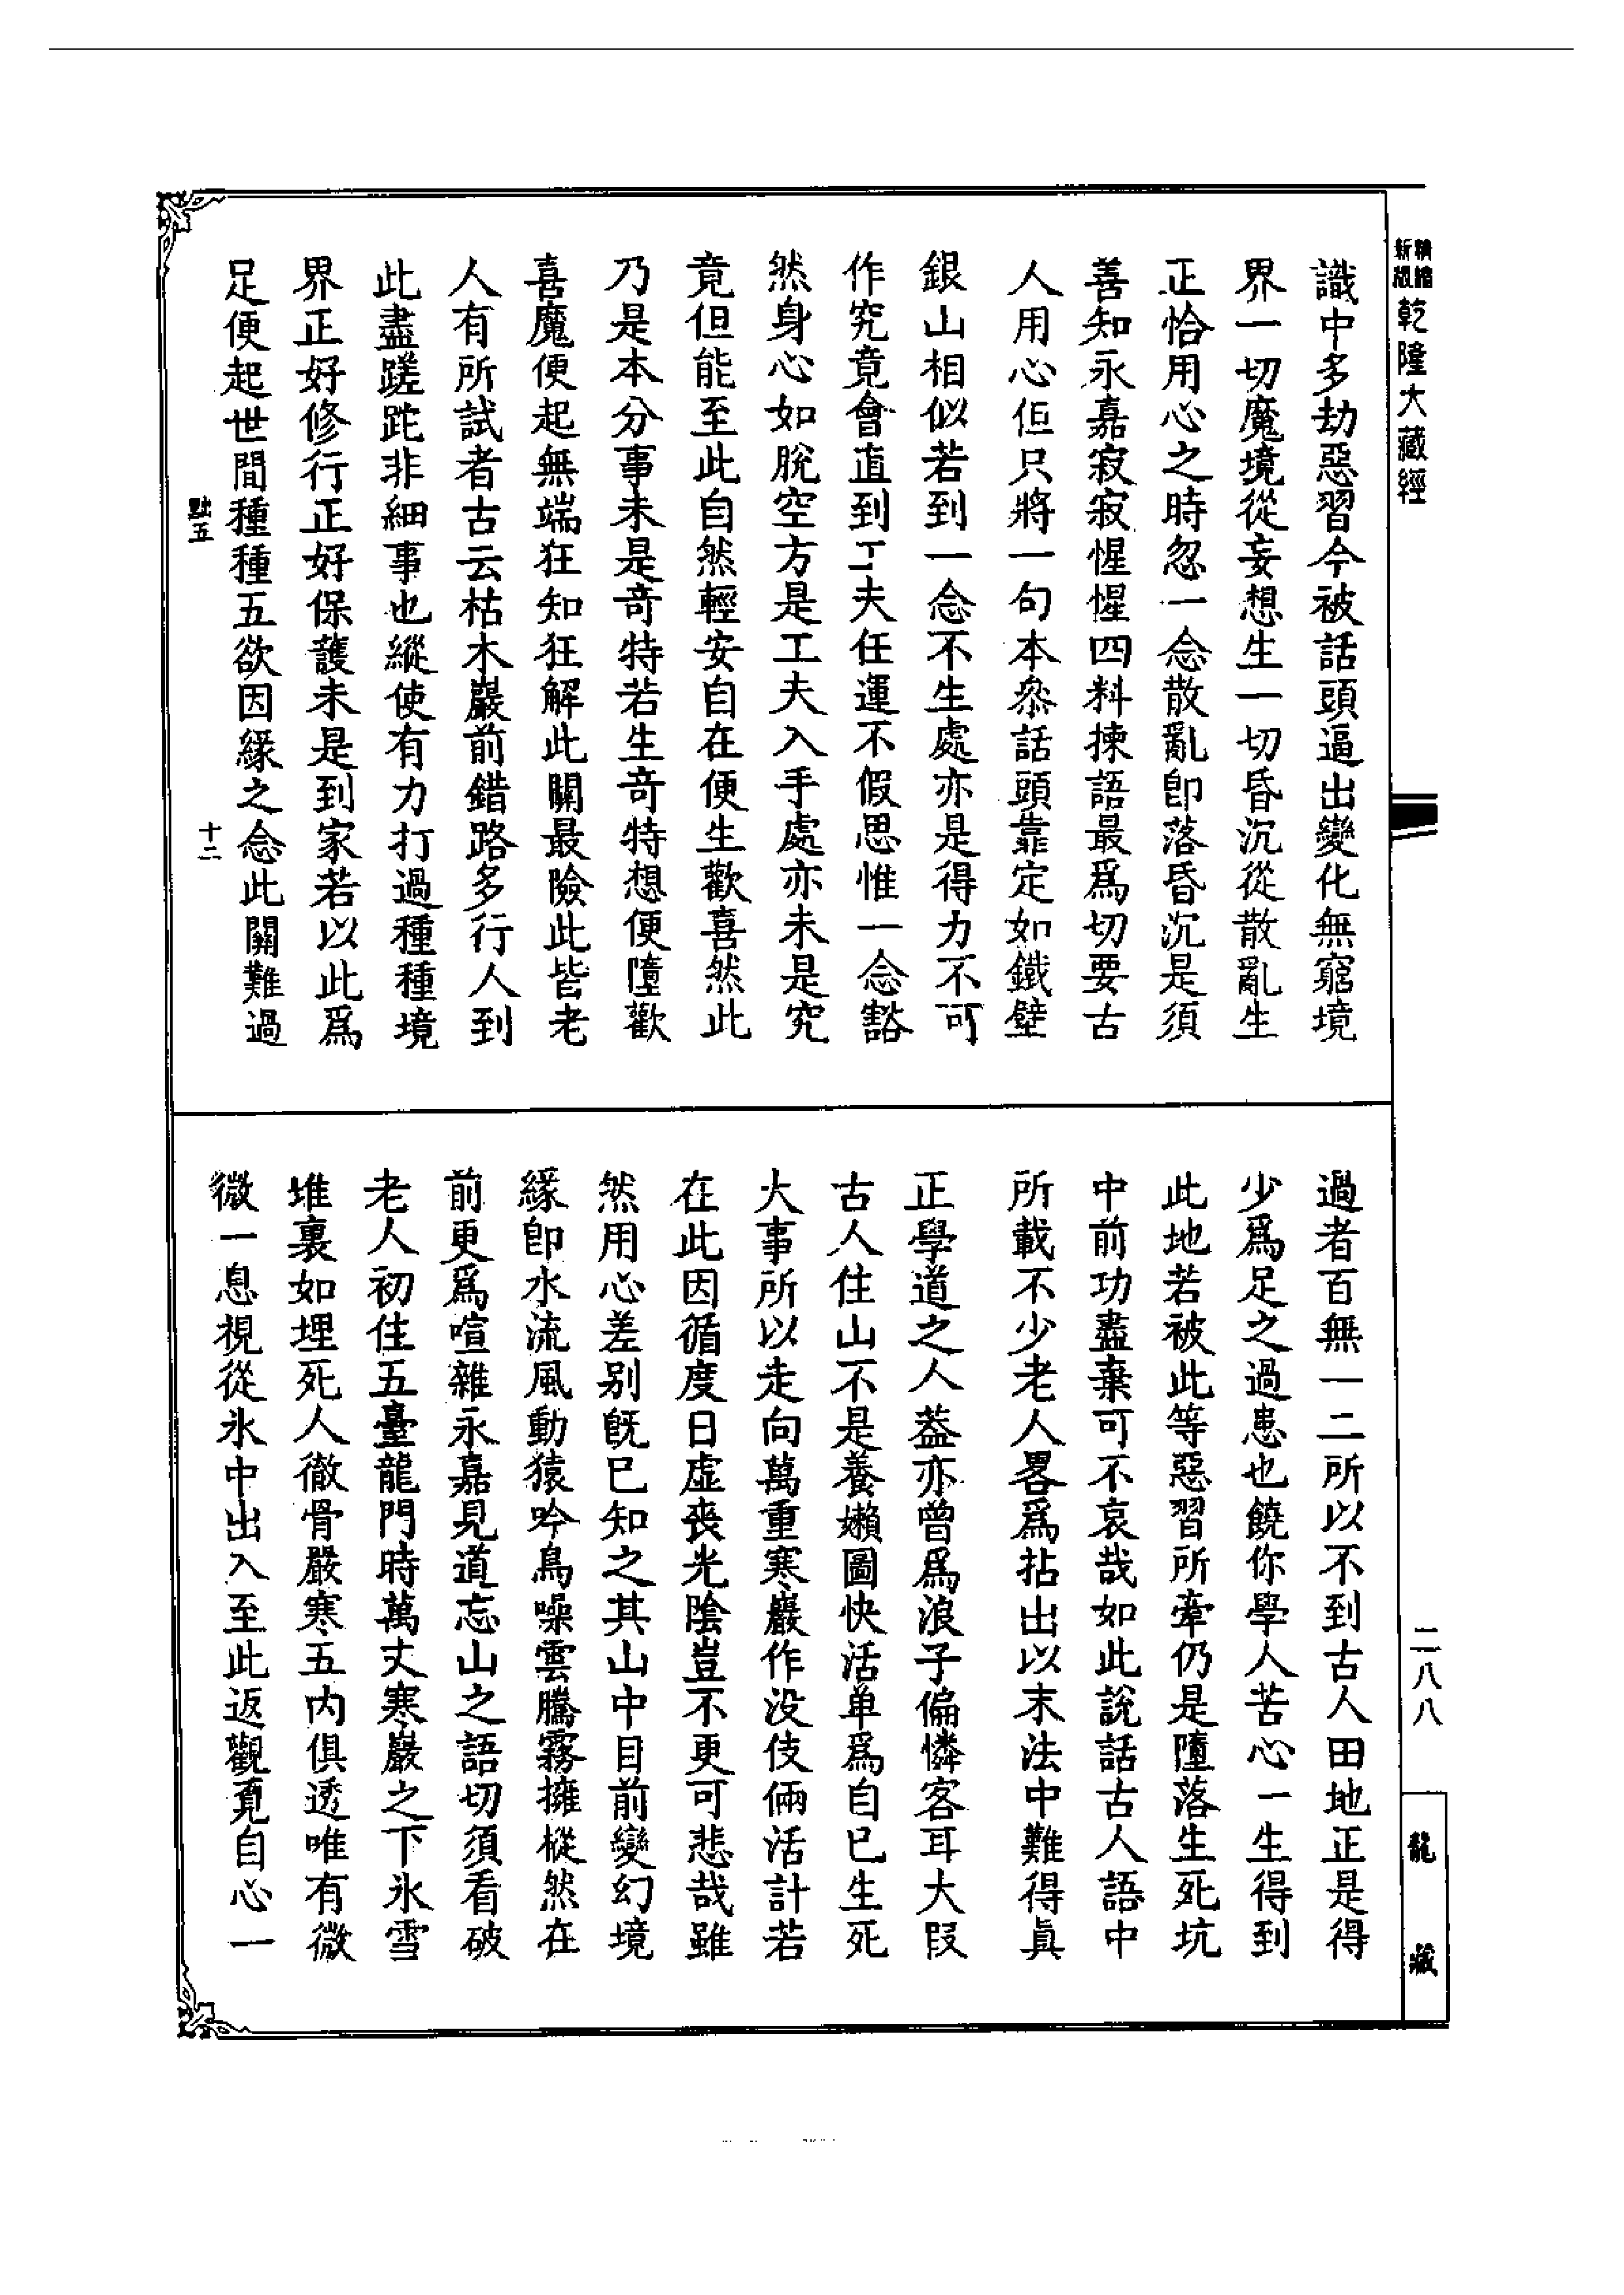 精縮新版乾隆大藏經
識中多劫惡習今被話頭逼出變化無窮境
界一切魔境從妄想生一切昏沉從散亂生
正恰用心之時忽一念散亂卽落昏沉是須
善知永嘉寂寂惺惺四料揀語最爲切要古
人用心但只將一句本叅話頭靠定如鐵壁
銀山相似若到一念不生處亦是得力不可
作究竟會直到工夫任運不假思惟一念豁
然身心如脫空方是工夫入手處亦未是究
竟但能至此自然輕安自在便生歡喜然此
乃是本分事未是竒特若生竒特想便墮歡
喜魔便起無端狂知狂解此關最險此皆老
人有所試者古云枯木巖前錯路多行人到
此盡蹉跎非細事也縱使有力打過種種境
界正好修行正好保護未是到家若以此爲
足便起世間種種五欲因緣之念此關難過
五
十二
過者百無一二所以不到古人田地正是得
少爲足之過患也饒你學人苦心一生得到
此地若被此等惡習所牽仍是墮落生死坑
中前功盡棄可不哀哉如此說話古人語中
所載不少老人畧爲拈出以末法中難得眞
正學道之人葢亦曾爲浪子偏憐客耳大叚
古人住山不是養嬾圖快活单爲自已生死
大事所以走向萬重寒巖作没伎倆活計若
在此因循度日虛喪光陰豈不更可悲哉雖
然用心差别旣已知之其山中目前變幻境
緣卽水流風動猿吟鳥噪雲騰霧擁樅然在
前更爲喧雜永嘉見道忘山之語切須看破
老人初住五臺龍門時萬丈寒巖之下氷雪
堆裏如埋死人徹骨嚴寒五内俱透唯有微
微一息視從氷中出入至此返觀覔自心一
二八八
龍藏